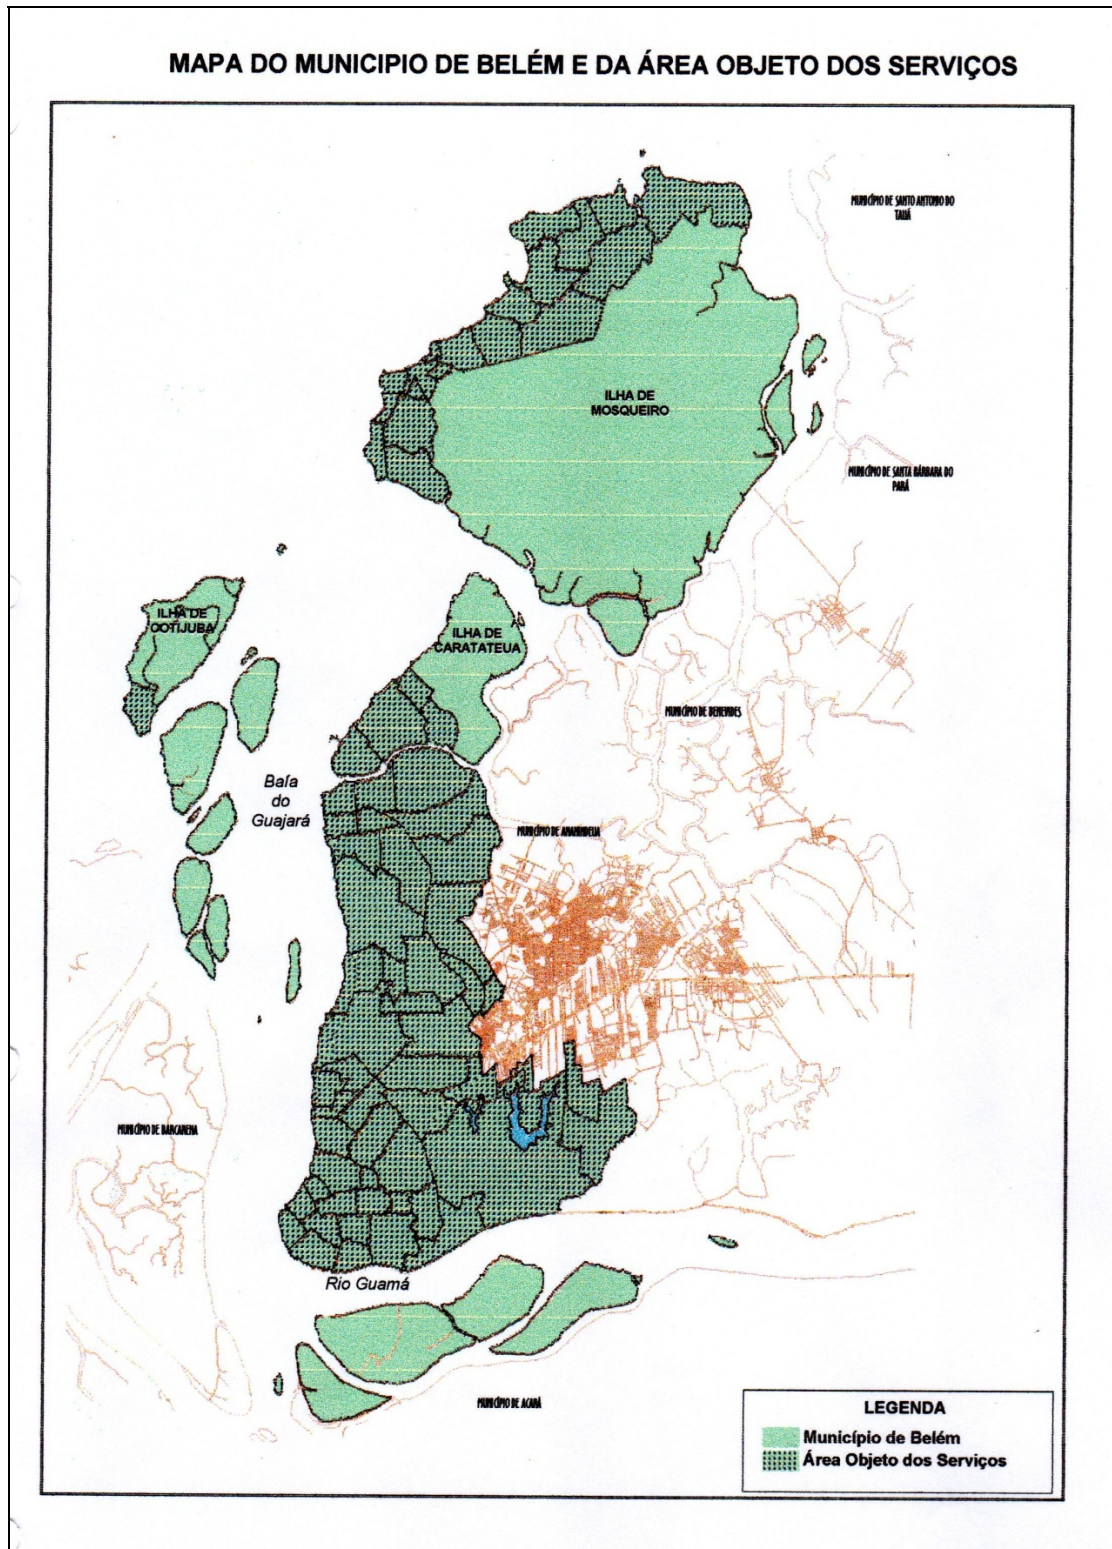 MAPA DO MUNICIPIO DE BELÉM E DA ÁREA OBJETO DOS SERVIÇOS
MUNICÍPIO DE SANTO ANTONIO DO
TAUÁ
ILHA DE
MOSQUEIRO
MUNICÍPIO DE SANTA BÁRBARA DO
PARÁ
ILHA DE
COTIJUBA
ILHA DE
CARATATEUA
MUNICÍPIO DE BENEVIDES
Baía
do
Guajará
MUNICÍPIO DE ANANINDEUA
MUNICÍPIO DE BARCARENA
Rio Guamá
MUNICÍPIO DE ACARÁ
LEGENDA
Município de Belém
Área Objeto dos Serviços